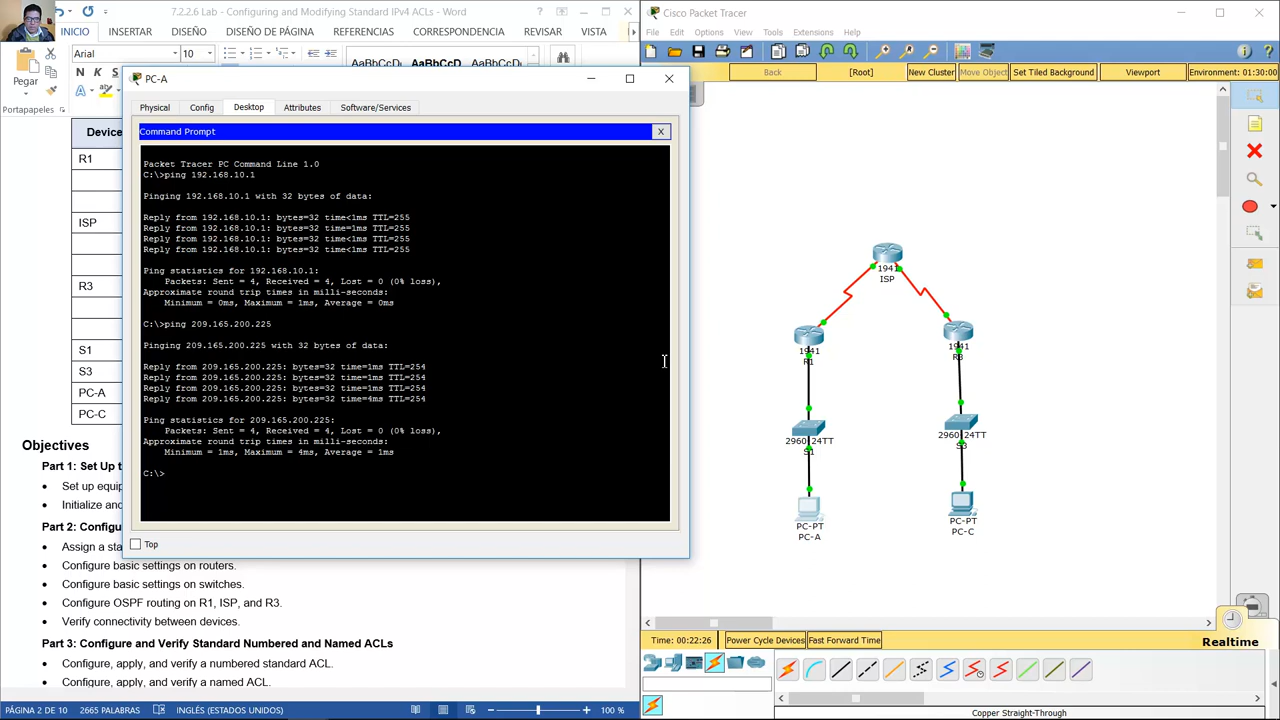 7.2.2.6 Lab - Configuring and Modifying Standard IPv4 ACLs - Word
INICIO INSERTAR DISEÑO DISEÑO DE PÁGINA REFERENCIAS CORRESPONDENCIA REVISAR VISTA
Pegar
Portapapeles
Arial 10
N K S
AaBbCcDc AaBbCcD AaBbCcD
Device
R1
ISP
R3
S1
S3
PC-A
PC-C
Objectives
Part 1: Set Up t
Set up equip
Initialize and
Part 2: Configu
Assign a sta
Configure basic settings on routers.
Configure basic settings on switches.
Configure OSPF routing on R1, ISP, and R3.
Verify connectivity between devices.
Part 3: Configure and Verify Standard Numbered and Named ACLs
Configure, apply, and verify a numbered standard ACL.
Configure, apply, and verify a named ACL.
PÁGINA 2 DE 10 2665 PALABRAS INGLÉS (ESTADOS UNIDOS) 100 %
PC-A
Physical Config Desktop Attributes Software/Services
Command Prompt X
Packet Tracer PC Command Line 1.0
C:\>ping 192.168.10.1
Pinging 192.168.10.1 with 32 bytes of data:
Reply from 192.168.10.1: bytes=32 time<1ms TTL=255
Reply from 192.168.10.1: bytes=32 time=1ms TTL=255
Reply from 192.168.10.1: bytes=32 time<1ms TTL=255
Reply from 192.168.10.1: bytes=32 time<1ms TTL=255
Ping statistics for 192.168.10.1:
Packets: Sent = 4, Received = 4, Lost = 0 (0% loss),
Approximate round trip times in milli-seconds:
Minimum = 0ms, Maximum = 1ms, Average = 0ms
C:\>ping 209.165.200.225
Pinging 209.165.200.225 with 32 bytes of data:
Reply from 209.165.200.225: bytes=32 time=1ms TTL=254
Reply from 209.165.200.225: bytes=32 time=1ms TTL=254
Reply from 209.165.200.225: bytes=32 time=1ms TTL=254
Reply from 209.165.200.225: bytes=32 time=4ms TTL=254
Ping statistics for 209.165.200.225:
Packets: Sent = 4, Received = 4, Lost = 0 (0% loss),
Approximate round trip times in milli-seconds:
Minimum = 1ms, Maximum = 4ms, Average = 1ms
C:\>
Top
Cisco Packet Tracer
File Edit Options View Tools Extensions Help
Back [Root] New Cluster Move Object Set Tiled Background Viewport Environment: 01:30:00
1941
ISP
1941
R1
1941
R3
2960-24TT
S1
2960-24TT
S3
PC-PT
PC-A
PC-PT
PC-C
Time: 00:22:26 Power Cycle Devices Fast Forward Time
Realtime
Copper Straight-Through